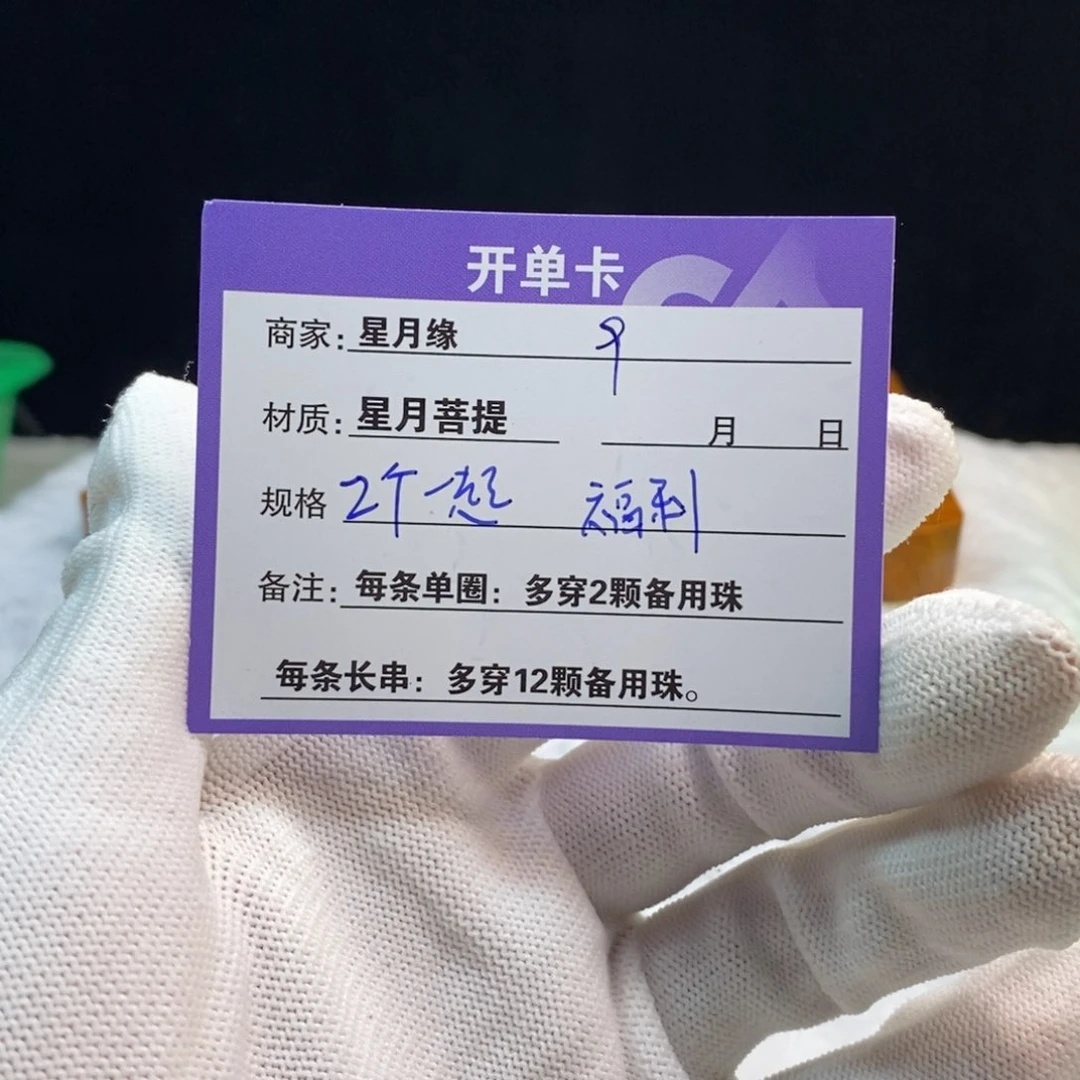 开单卡
商家：星月缘
材质：星月菩提 月 日
规格 2个一起 福利
备注：每条单圈：多穿2颗备用珠
每条长串：多穿12颗备用珠。